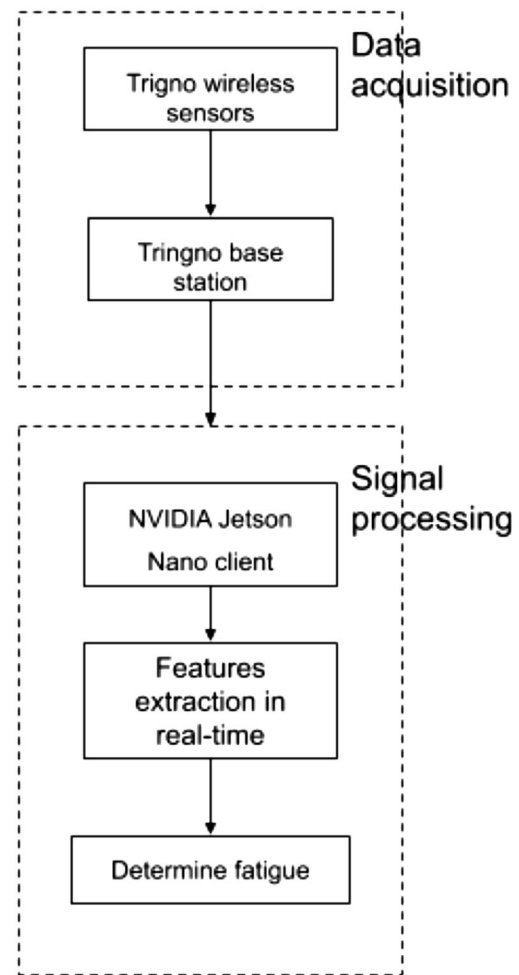 Data
acquisition
Trigno wireless
sensors
Tringno base
station
Signal
processing
NVIDIA Jetson
Nano client
Features
extraction in
real-time
Determine fatigue